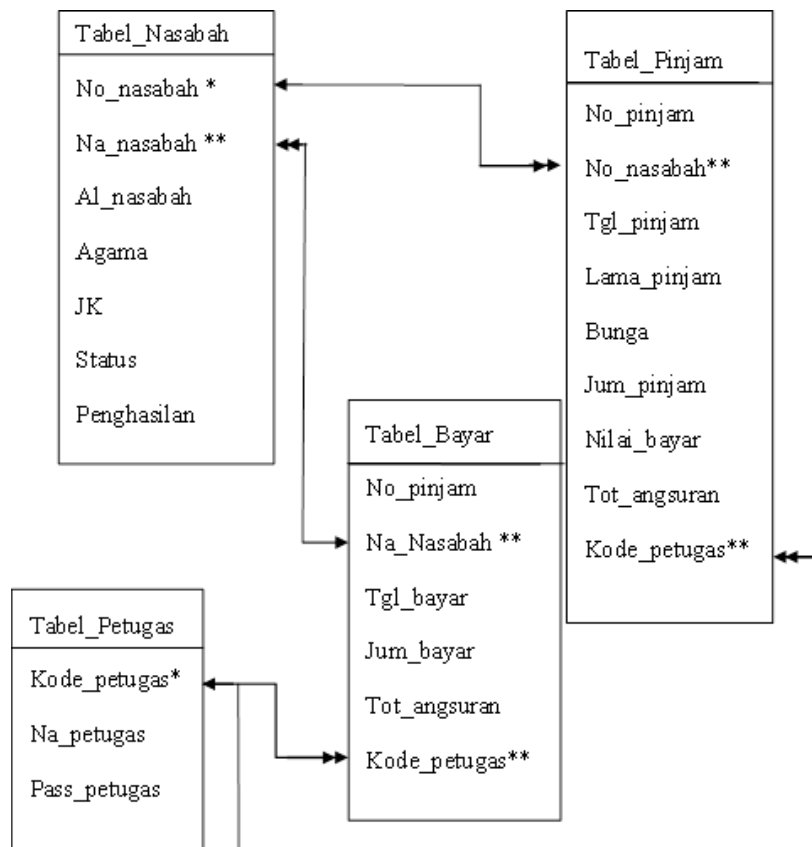 Tabel_Nasabah
No_nasabah *
Na_nasabah **
Al_nasabah
Agama
JK
Status
Penghasilan
Tabel_Pinjam
No_pinjam
No_nasabah**
Tgl_pinjam
Lama_pinjam
Bunga
Jum_pinjam
Nilai_bayar
Tot_angsuran
Kode_petugas**
Tabel_Bayar
No_pinjam
Na_Nasabah **
Tgl_bayar
Jum_bayar
Tot_angsuran
Kode_petugas**
Tabel_Petugas
Kode_petugas*
Na_petugas
Pass_petugas